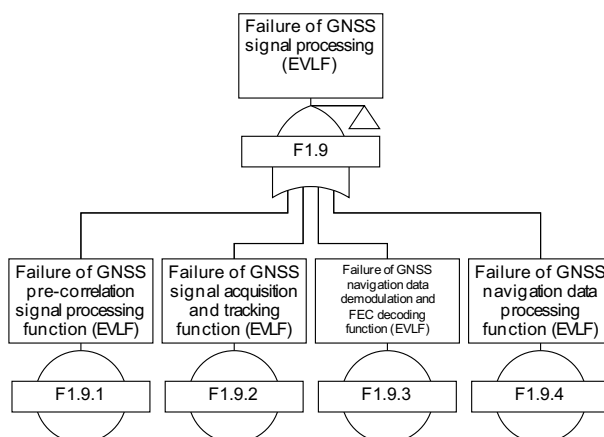 Failure of GNSS
signal processing
(EVLF)
F1.9
Failure of GNSS
pre-correlation
signal processing
function (EVLF)
Failure of GNSS
signal acquisition
and tracking
function (EVLF)
Failure of GNSS
navigation data
demodulation and
FEC decoding
function (EVLF)
Failure of GNSS
navigation data
processing
function (EVLF)
F1.9.1
F1.9.2
F1.9.3
F1.9.4